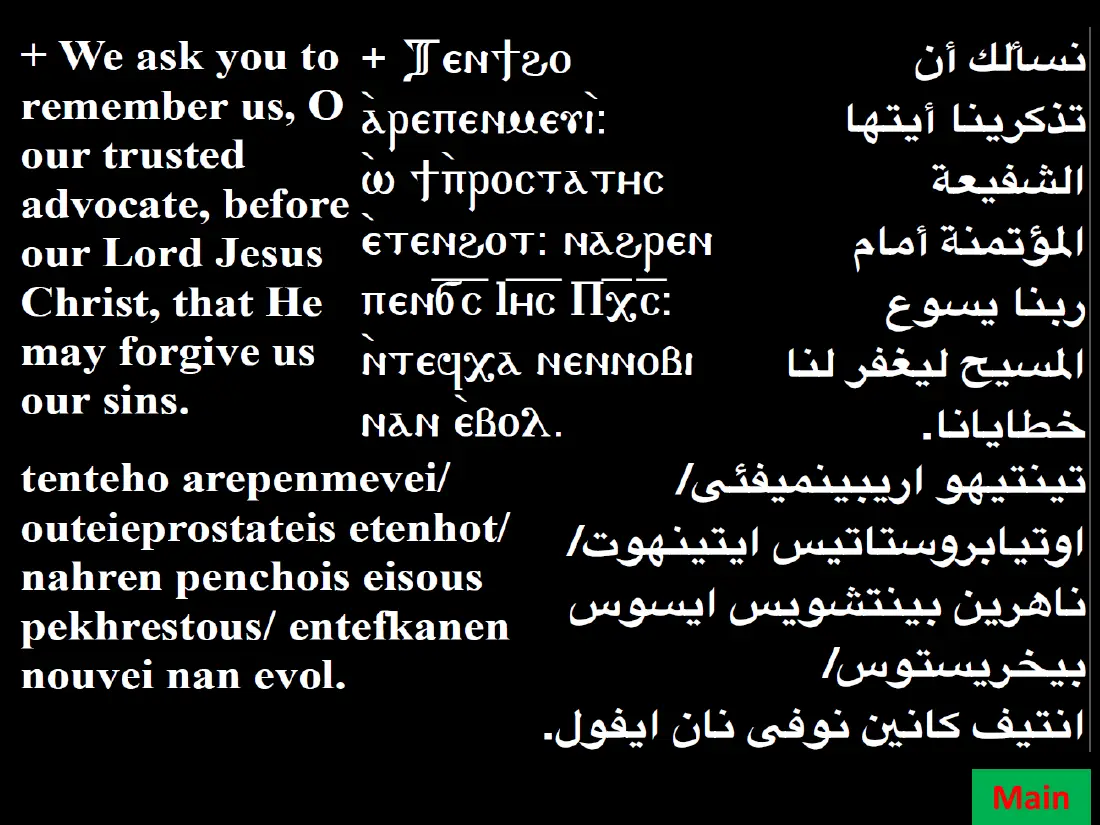 + We ask you to
remember us, O
our trusted
advocate, before
our Lord Jesus
Christ, that He
may forgive us
our sins.
+ Ⲧⲉⲛϯϩⲟ
ⲁ̀ⲣⲉⲡⲉⲛⲙⲉⲩⲓ̀:
ⲱ̀ ϯⲡ̀ⲣⲟⲥⲧⲁⲧⲏⲥ
ⲉ̀ⲧⲉⲛϩⲟⲧ: ⲛⲁϩⲣⲉⲛ
ⲡⲉⲛϭ̅ⲥ̅ Ⲓⲏ̅ⲥ̅ Ⲡⲭ̅ⲥ̅:
ⲛ̀ⲧⲉϥⲭⲁ ⲛⲉⲛⲛⲟⲃⲓ
ⲛⲁⲛ ⲉ̀ⲃⲟⲗ.
نسألك أن
تذكرينا أيتها
الشفيعة
المؤتمنة أمام
ربنا يسوع
المسيح ليغفر لنا
خطايانا.
tenteho arepenmevei/
outeieprostateis etenhot/
nahren penchois eisous
pekhrestous/ entefkanen
nouvei nan evol.
تينتيهو اريبينميفئى/
اوتيابروستاتيس ايتينهوت/
ناهرين بينتشويس ايسوس
بيخريستوس/
انتيف كانين نوفى نان ايفول.
Main